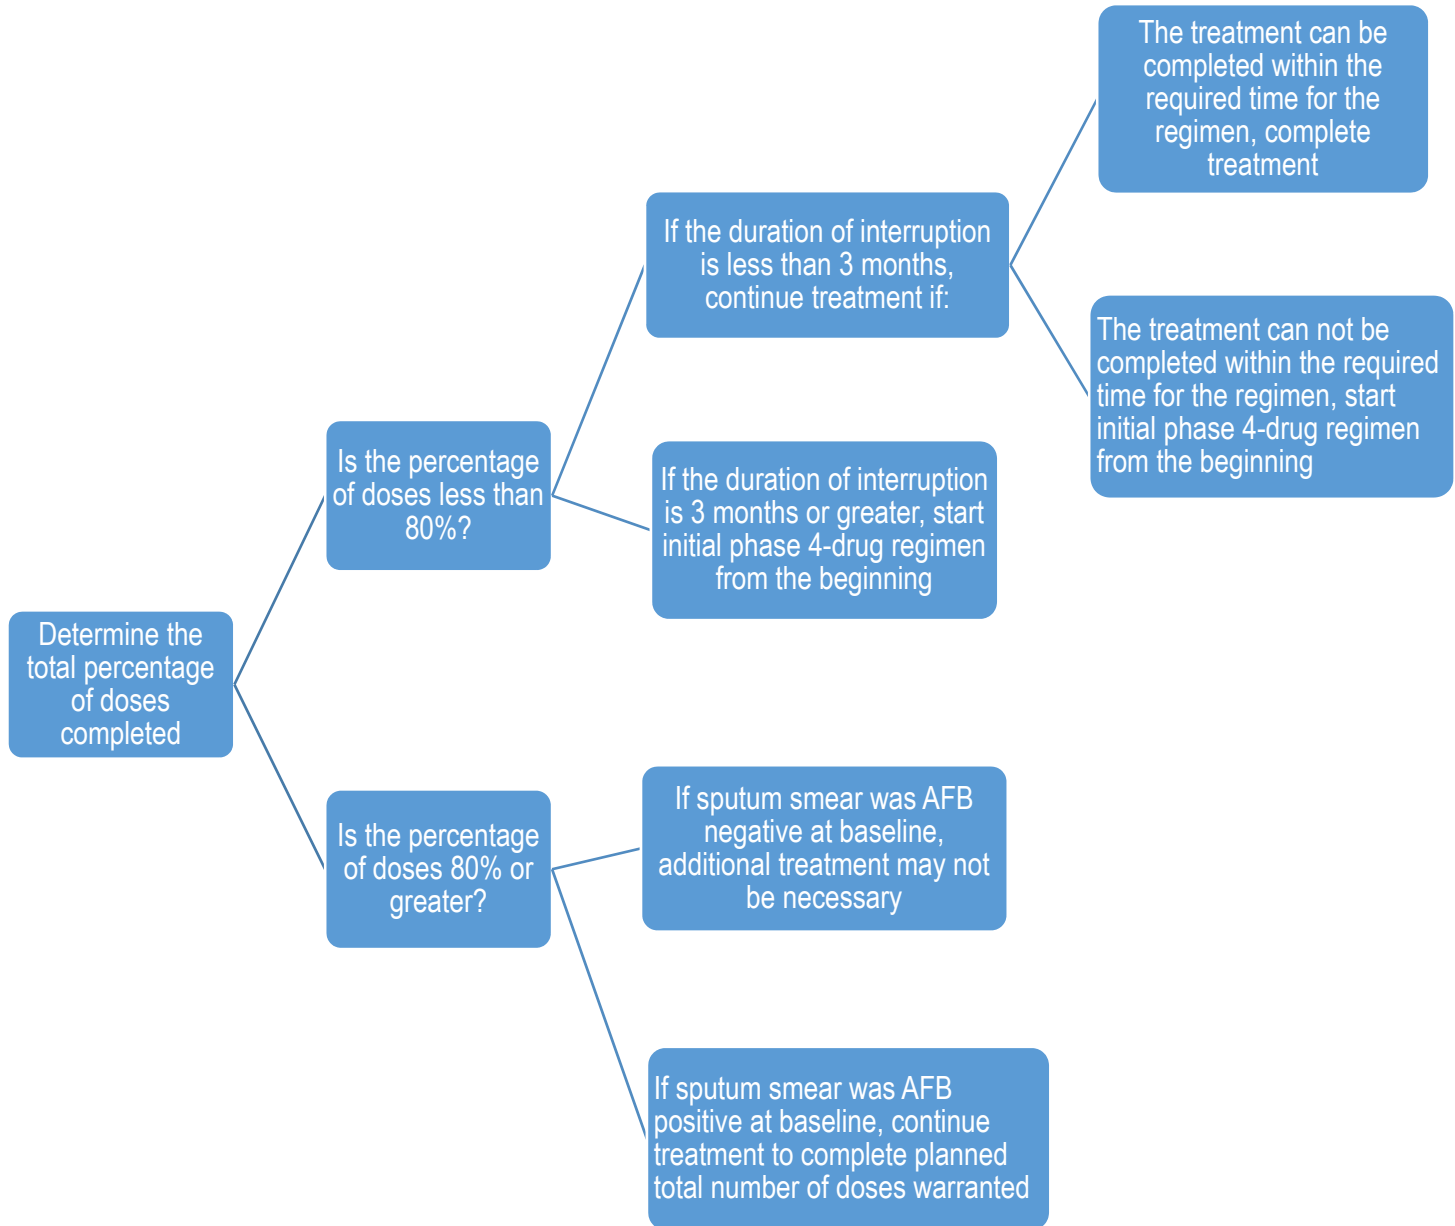 Determine the
total percentage
of doses
completed
Is the percentage
of doses less than
80%?
If the duration of interruption
is less than 3 months,
continue treatment if:
The treatment can be
completed within the
required time for the
regimen, complete
treatment
The treatment can not be
completed within the required
time for the regimen, start
initial phase 4-drug regimen
from the beginning
If the duration of interruption
is 3 months or greater, start
initial phase 4-drug regimen
from the beginning
Is the percentage
of doses 80% or
greater?
If sputum smear was AFB
negative at baseline,
additional treatment may not
be necessary
If sputum smear was AFB
positive at baseline, continue
treatment to complete planned
total number of doses warranted